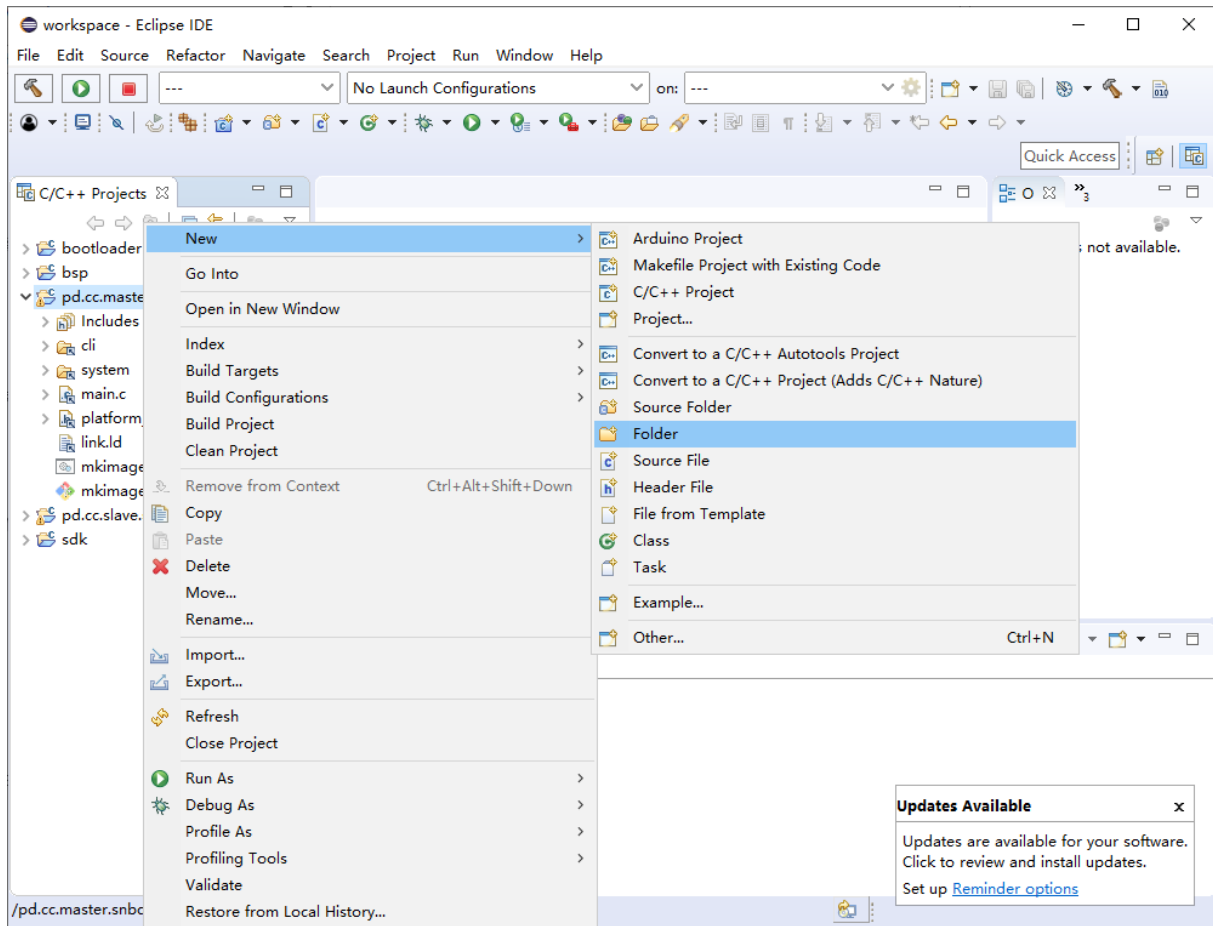 workspace - Eclipse IDE
File Edit Source Refactor Navigate Search Project Run Window Help
--- No Launch Configurations on: ---
Quick Access
C/C++ Projects
O
3
bootloader
bsp
pd.cc.maste
Includes
cli
system
main.c
platform_
link.ld
mkimage
mkimage
pd.cc.slave.
sdk
New
Go Into
Open in New Window
Index
Build Targets
Build Configurations
Build Project
Clean Project
Remove from Context Ctrl+Alt+Shift+Down
Copy
Paste
Delete
Move...
Rename...
Import...
Export...
Refresh
Close Project
Run As
Debug As
Profile As
Profiling Tools
Validate
Restore from Local History...
Arduino Project
Makefile Project with Existing Code
C/C++ Project
Project...
Convert to a C/C++ Autotools Project
Convert to a C/C++ Project (Adds C/C++ Nature)
Source Folder
Folder
Source File
Header File
File from Template
Class
Task
Example...
Other... Ctrl+N
not available.
Updates Available x
Updates are available for your software.
Click to review and install updates.
Set up Reminder options
/pd.cc.master.snbc